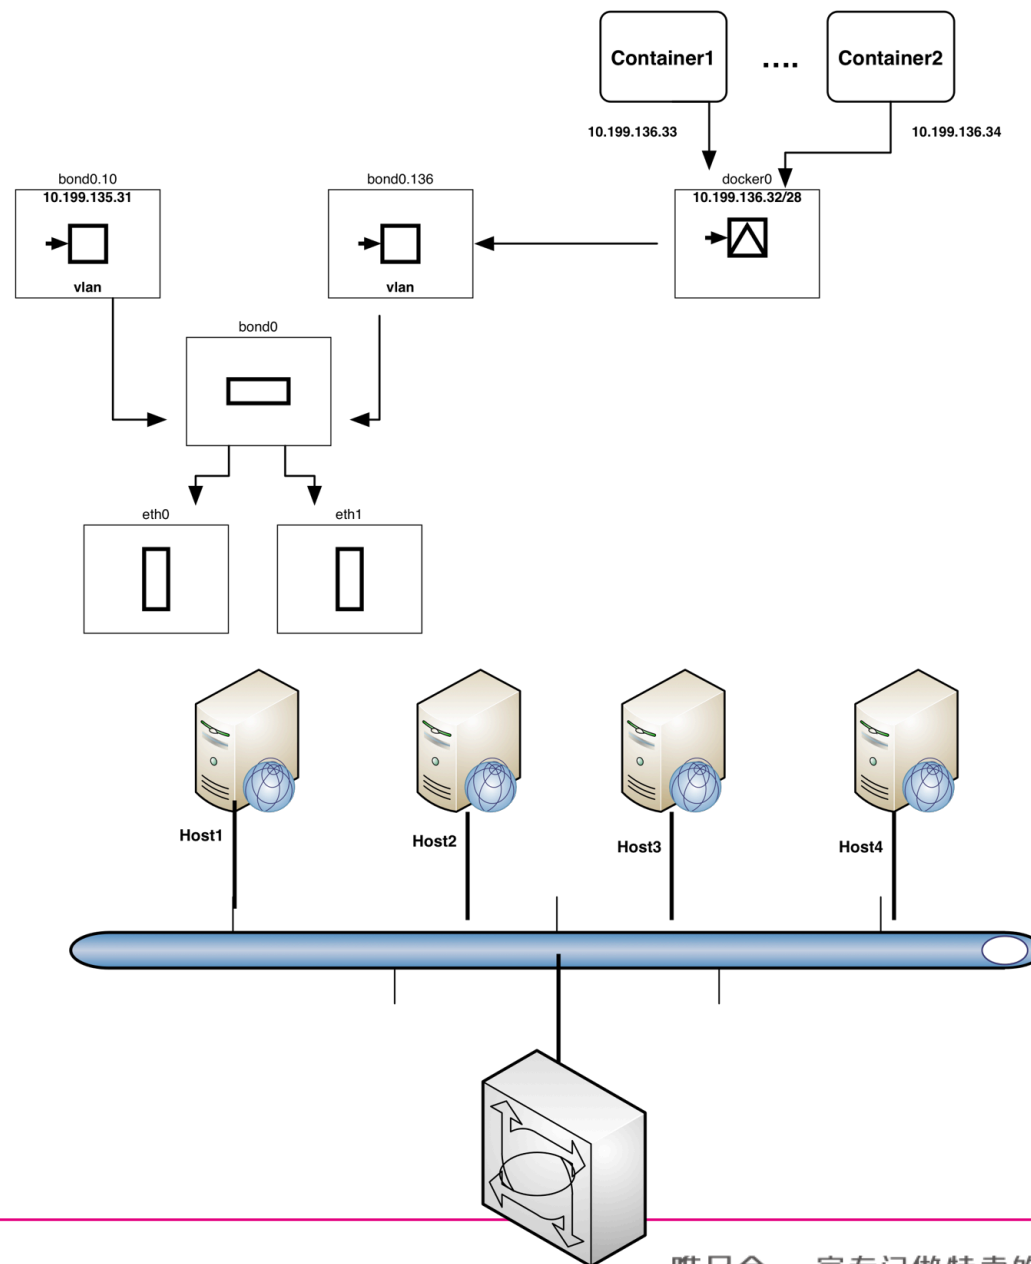 Container1
....
Container2
10.199.136.33
10.199.136.34
bond0.10
10.199.135.31
vlan
bond0.136
vlan
docker0
10.199.136.32/28
bond0
eth0
eth1
Host1
Host2
Host3
Host4